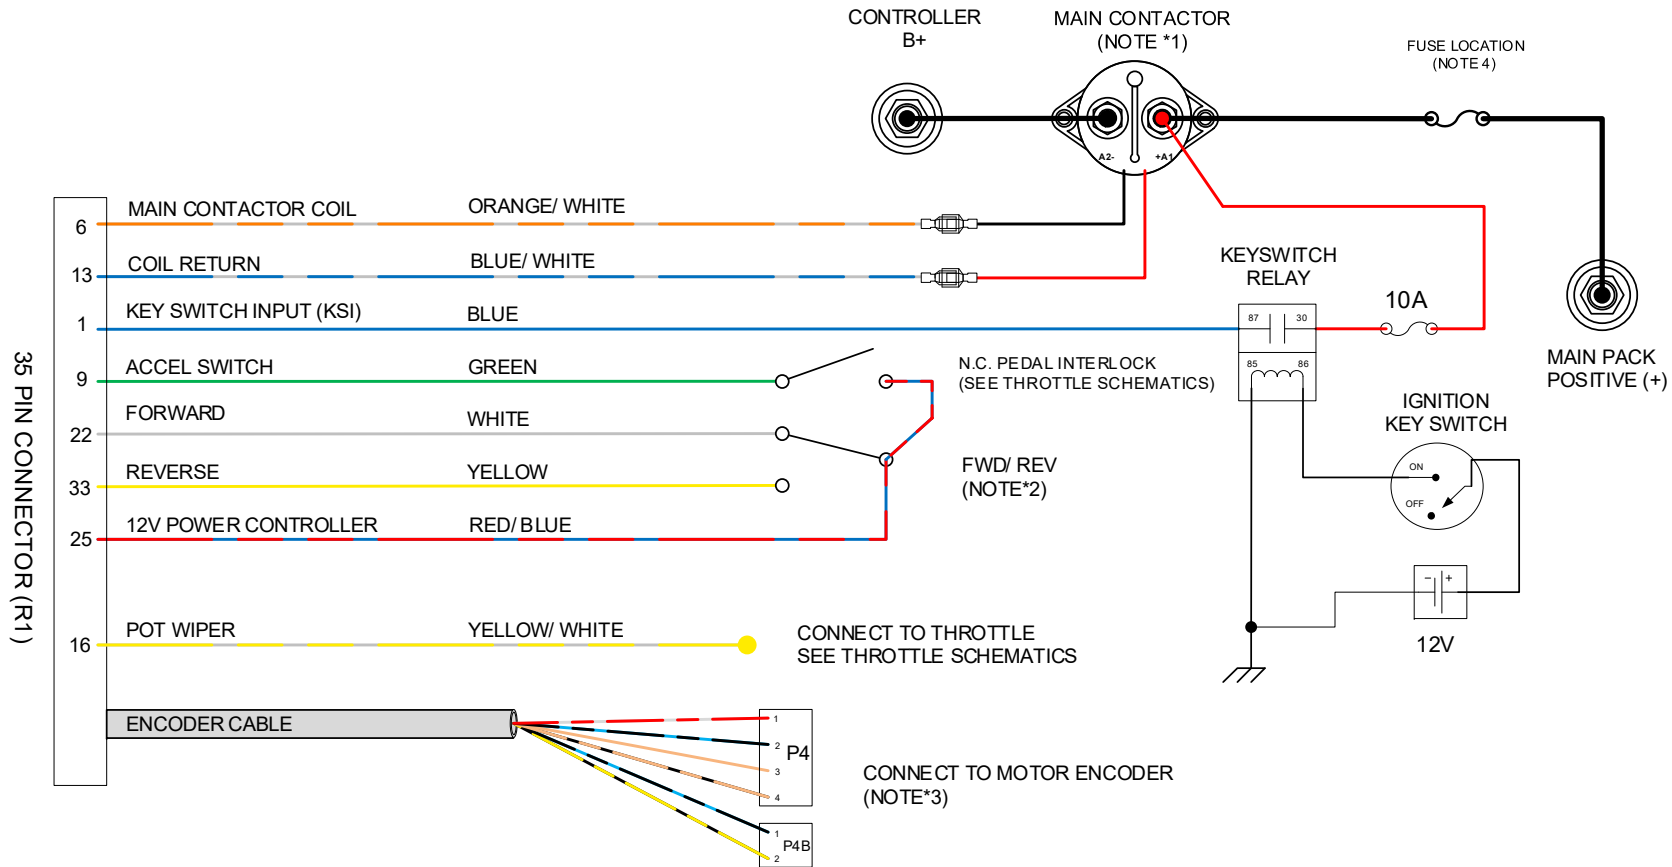 CONTROLLER
B+
MAIN CONTACTOR
(NOTE *1)
FUSE LOCATION
(NOTE 4)
A2-
+A1
MAIN CONTACTOR COIL
ORANGE/ WHITE
6
COIL RETURN
BLUE/ WHITE
13
KEY SWITCH INPUT (KSI)
BLUE
1
KEYSWITCH
RELAY
87
30
85
86
10A
MAIN PACK
POSITIVE (+)
ACCEL SWITCH
GREEN
9
N.C. PEDAL INTERLOCK
(SEE THROTTLE SCHEMATICS)
FORWARD
WHITE
22
IGNITION
KEY SWITCH
ON
OFF
REVERSE
YELLOW
33
FWD/ REV
(NOTE*2)
12V POWER CONTROLLER
RED/ BLUE
25
- +
12V
35 PIN CONNECTOR (R1)
POT WIPER
YELLOW/ WHITE
16
CONNECT TO THROTTLE
SEE THROTTLE SCHEMATICS
ENCODER CABLE
1
2
3
4
P4
CONNECT TO MOTOR ENCODER
(NOTE*3)
1
2
P4B